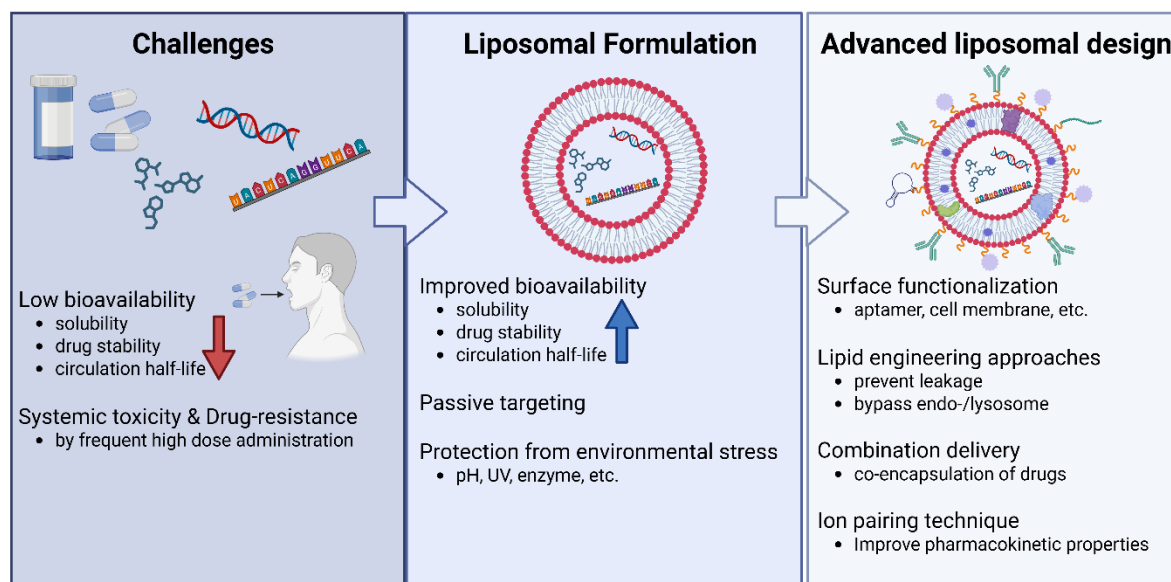 Challenges
UACUCAGGUUCA
Low bioavailability
• solubility
• drug stability
• circulation half-life
Systemic toxicity & Drug-resistance
• by frequent high dose administration
Liposomal Formulation
Improved bioavailability
• solubility
• drug stability
• circulation half-life
Passive targeting
Protection from environmental stress
• pH, UV, enzyme, etc.
Advanced liposomal design
Surface functionalization
• aptamer, cell membrane, etc.
Lipid engineering approaches
• prevent leakage
• bypass endo-/lysosome
Combination delivery
• co-encapsulation of drugs
Ion pairing technique
• Improve pharmacokinetic properties